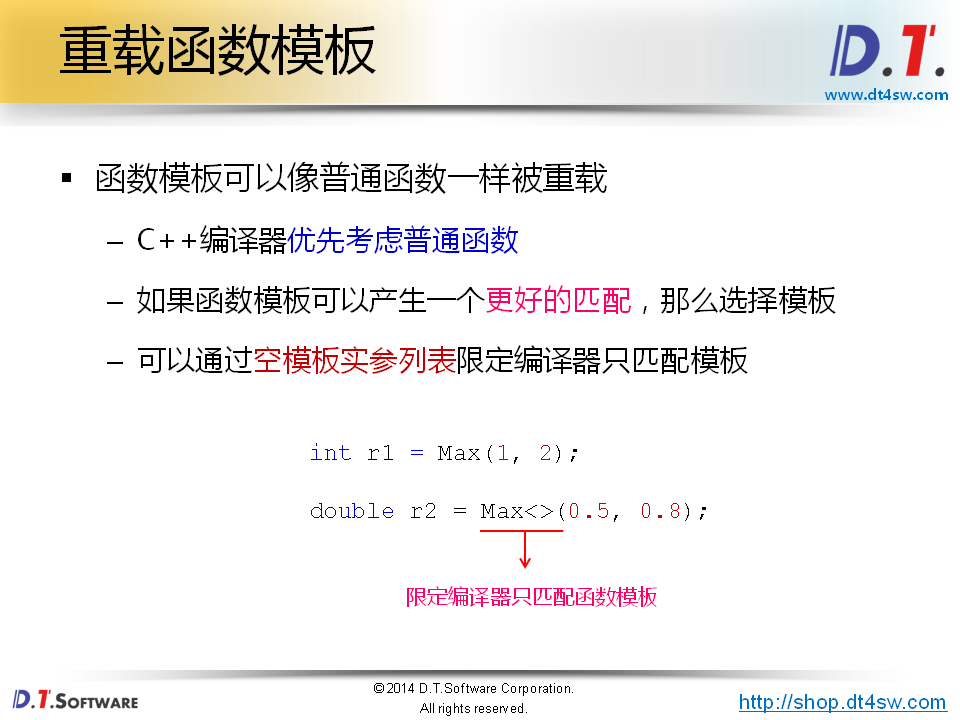 重载函数模板
D.T.
www.dt4sw.com
▪ 函数模板可以像普通函数一样被重载
– C++编译器优先考虑普通函数
– 如果函数模板可以产生一个更好的匹配，那么选择模板
– 可以通过空模板实参列表限定编译器只匹配模板
int r1 = Max(1, 2);
double r2 = Max<>(0.5, 0.8);
限定编译器只匹配函数模板
D.T.SOFTWARE
©2014 D.T.Software Corporation.
All rights reserved.
http://shop.dt4sw.com